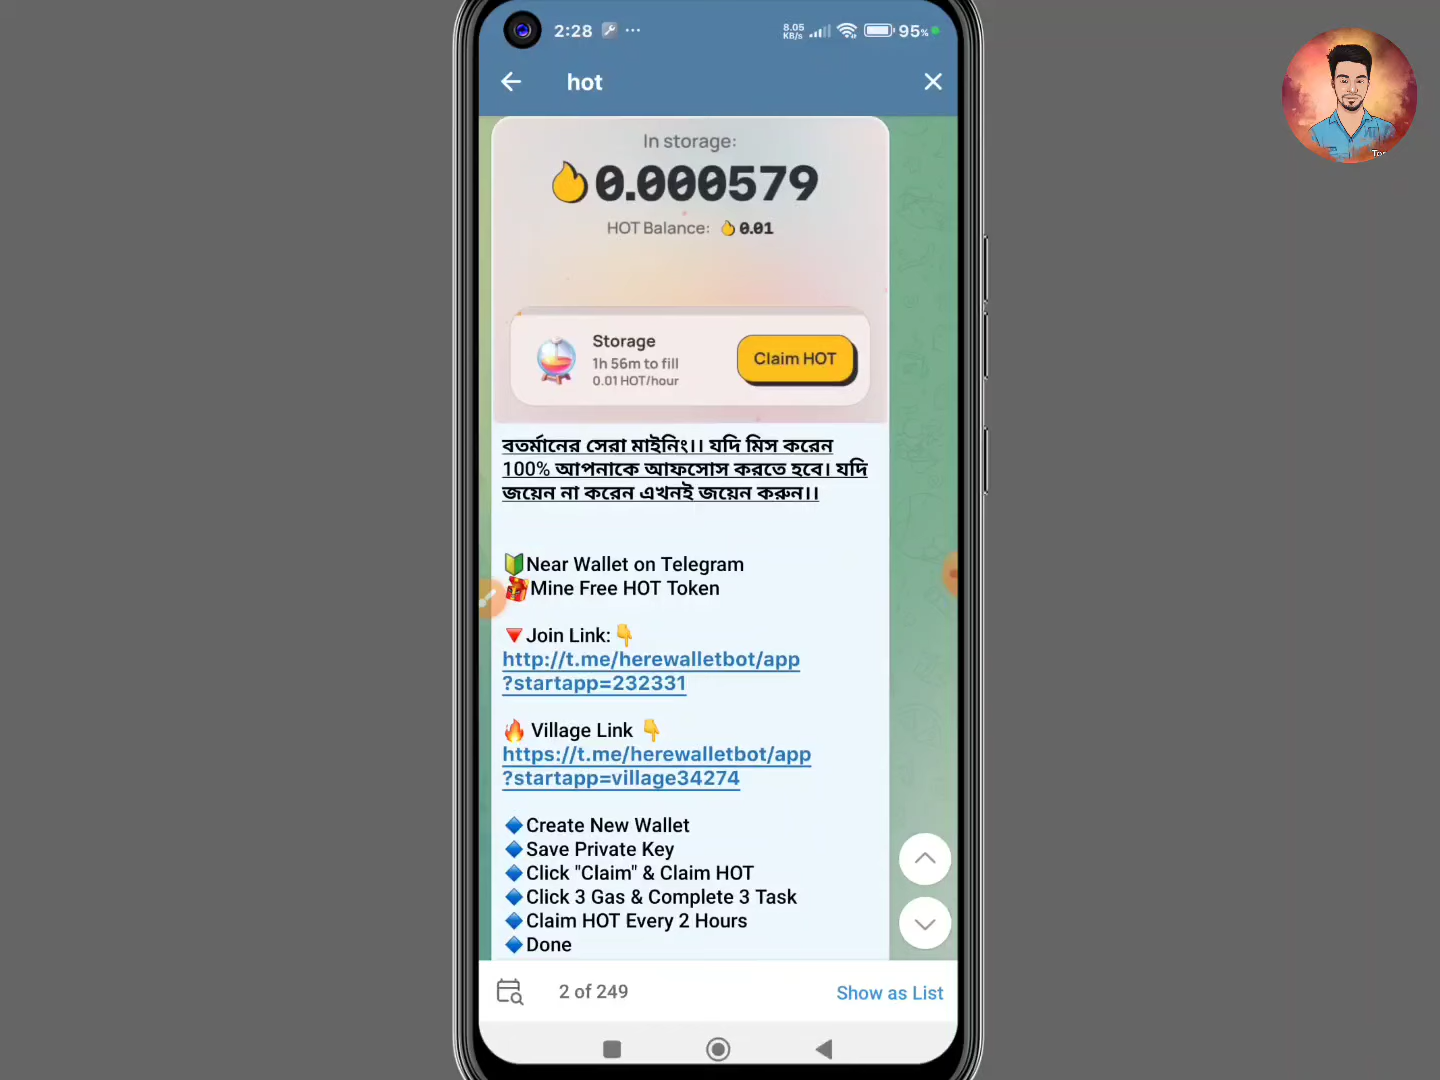 2:28
8.05
KB/s
95%
hot
In storage:
0.000579
HOT Balance: 0.01
Storage
1h 56m to fill
0.01 HOT/hour
Claim HOT
বতর্মানের সেরা মাইনিং।। যদি মিস করেন
100% আপনাকে আফসোস করতে হবে। যদি
জয়েন না করেন এখনই জয়েন করুন।।
🔰Near Wallet on Telegram
🎁Mine Free HOT Token
🔻Join Link:👇
http://t.me/herewalletbot/app
?startapp=232331
🔥 Village Link 👇
https://t.me/herewalletbot/app
?startapp=village34274
🔷Create New Wallet
🔷Save Private Key
🔷Click "Claim" & Claim HOT
🔷Click 3 Gas & Complete 3 Task
🔷Claim HOT Every 2 Hours
🔷Done
2 of 249
Show as List